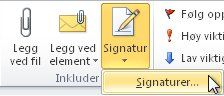 Legg
ved fil
Legg ved
element
Signatur
Følg opp
Høy viktig
Lav viktig
Inkluder
Signaturer...